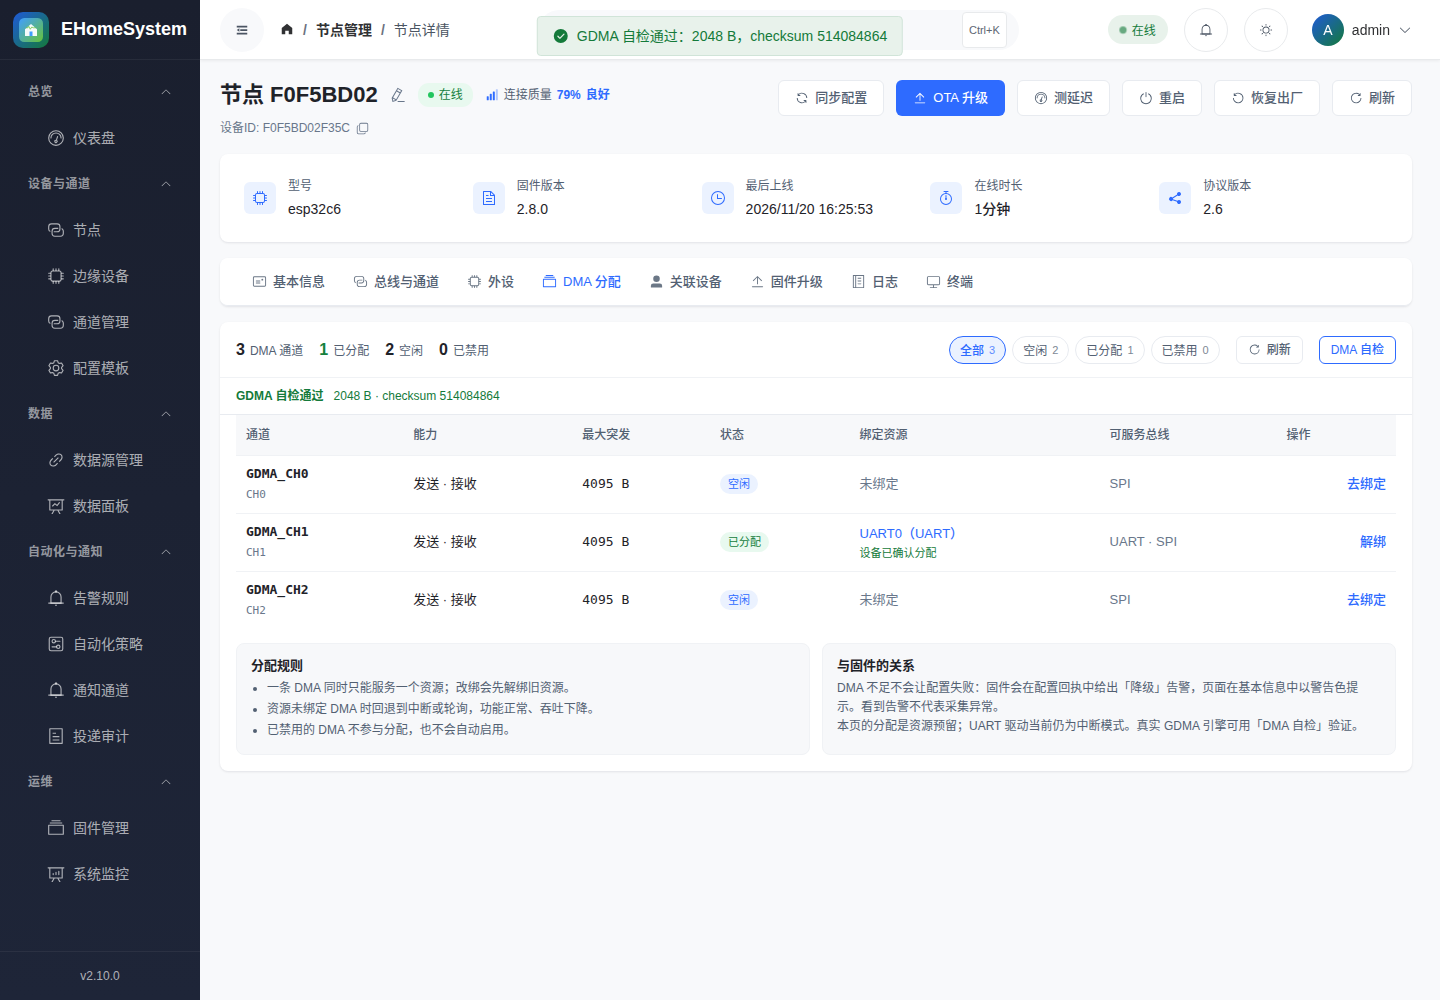 EHomeSystem
总览
仪表盘
设备与通道
节点
边缘设备
通道管理
配置模板
数据
数据源管理
数据面板
自动化与通知
告警规则
自动化策略
通知通道
投递审计
运维
固件管理
系统监控
v2.10.0
/ 节点管理 / 节点详情
GDMA 自检通过：2048 B，checksum 514084864
Ctrl+K
在线
A admin
节点 F0F5BD02 在线 连接质量 79% 良好
设备ID: F0F5BD02F35C
同步配置 OTA 升级 测延迟 重启 恢复出厂 刷新
型号 固件版本 最后上线 在线时长 协议版本
esp32c6 2.8.0 2026/11/20 16:25:53 1分钟 2.6
基本信息 总线与通道 外设 DMA 分配 关联设备 固件升级 日志 终端
3 DMA 通道 1 已分配 2 空闲 0 已禁用
全部 3 空闲 2 已分配 1 已禁用 0 刷新 DMA 自检
GDMA 自检通过 2048 B · checksum 514084864
通道 能力 最大突发 状态 绑定资源 可服务总线 操作
GDMA_CH0
CH0
发送 · 接收 4095 B 空闲 未绑定 SPI 去绑定
GDMA_CH1
CH1
发送 · 接收 4095 B 已分配 UART0（UART）
设备已确认分配
UART · SPI 解绑
GDMA_CH2
CH2
发送 · 接收 4095 B 空闲 未绑定 SPI 去绑定
分配规则
• 一条 DMA 同时只能服务一个资源；改绑会先解绑旧资源。
• 资源未绑定 DMA 时回退到中断或轮询，功能正常、吞吐下降。
• 已禁用的 DMA 不参与分配，也不会自动启用。
与固件的关系
DMA 不足不会让配置失败：固件会在配置回执中给出「降级」告警，页面在基本信息中以警告色提
示。看到告警不代表采集异常。
本页的分配是资源预留；UART 驱动当前仍为中断模式。真实 GDMA 引擎可用「DMA 自检」验证。